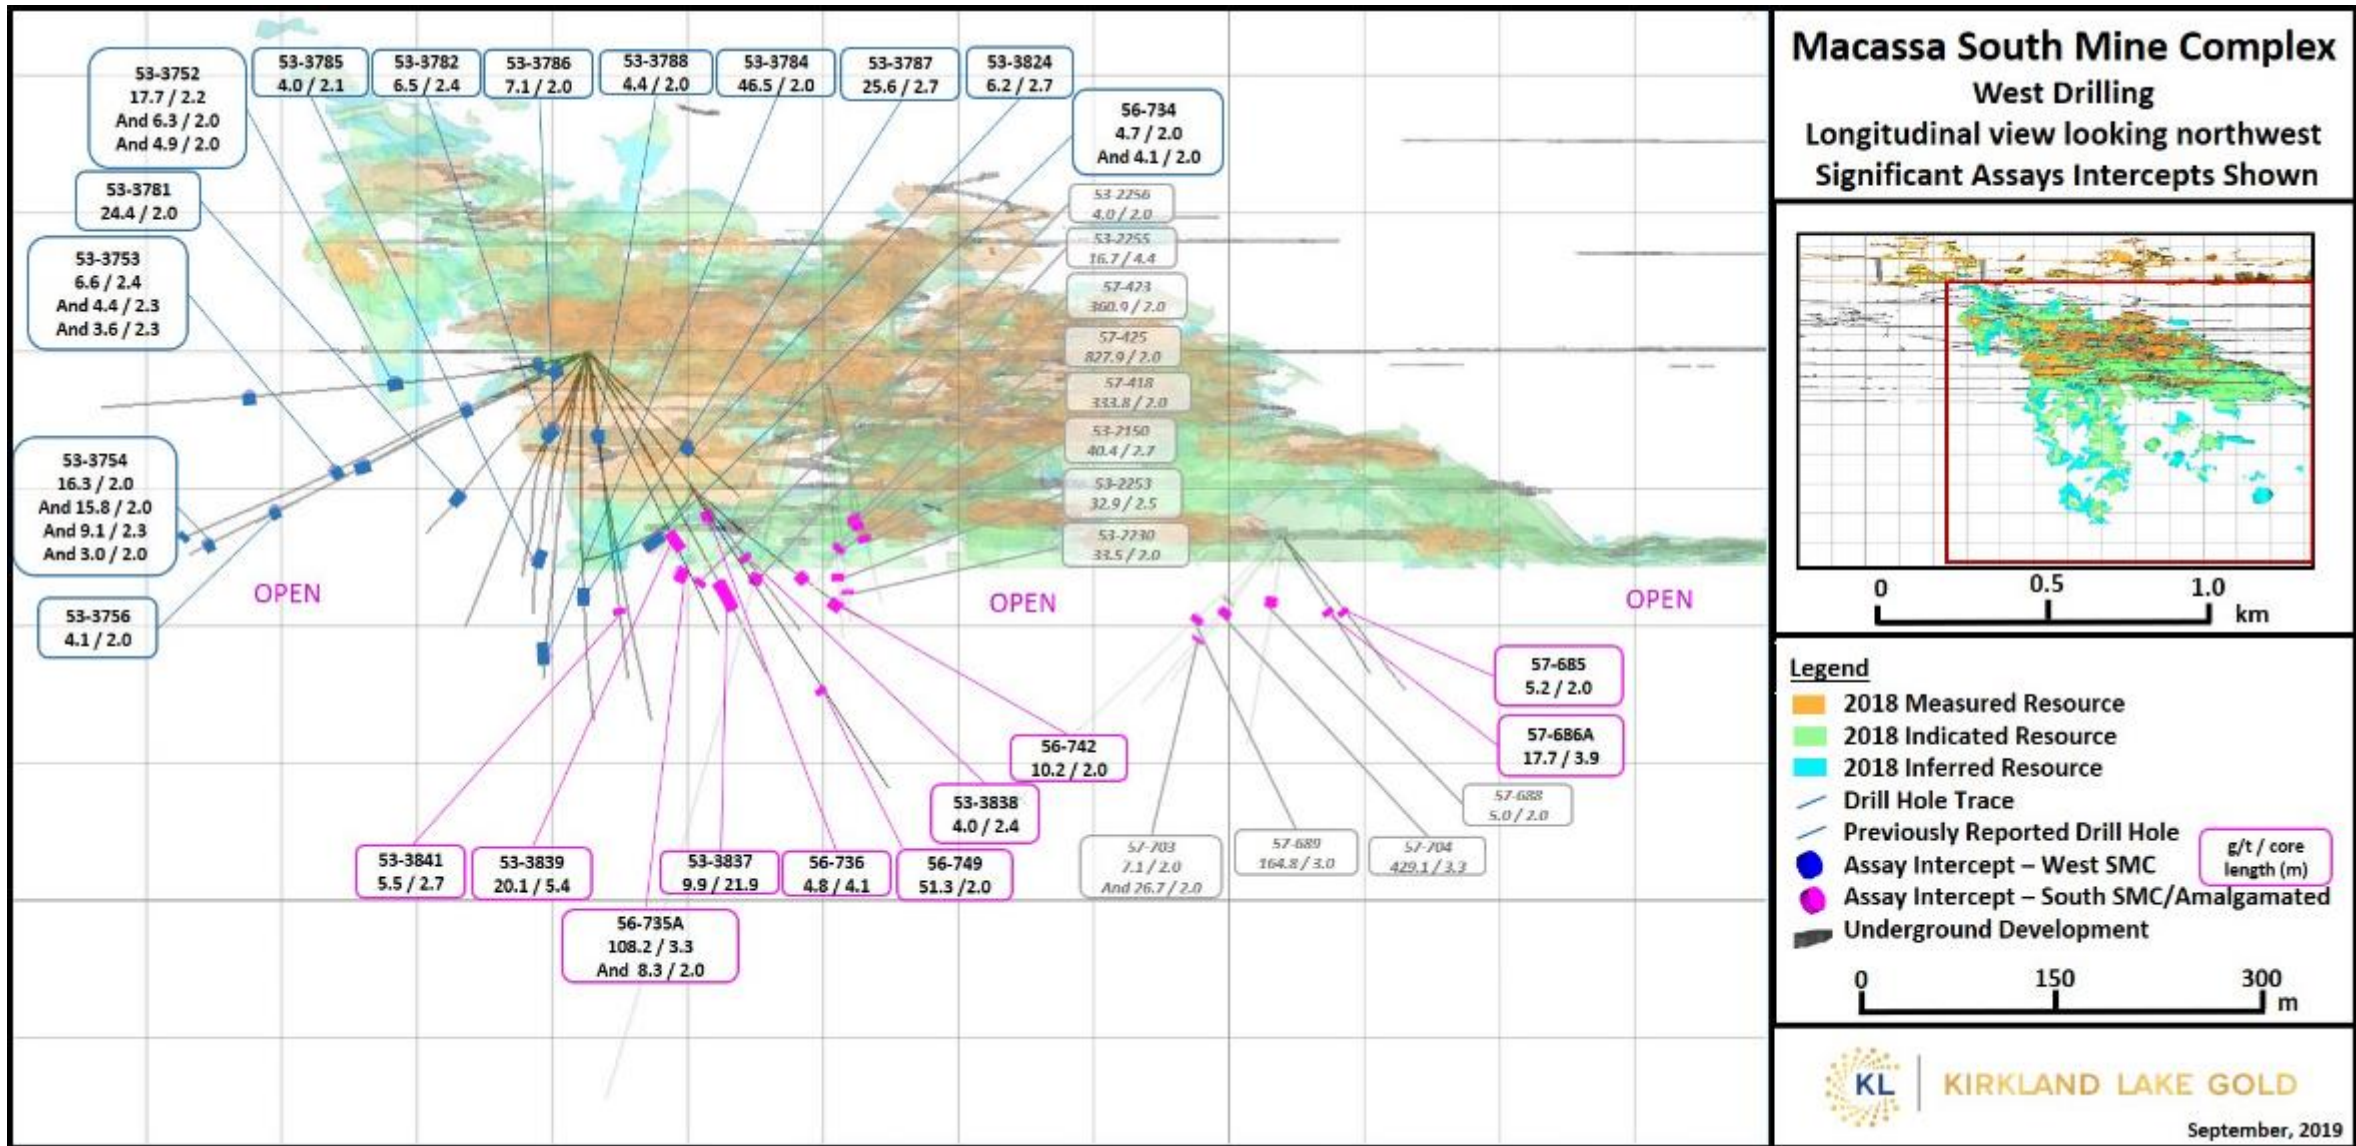 53-3752
17.7 / 2.2
And 6.3 / 2.0
And 4.9 / 2.0
53-3785
4.0 / 2.1
53-3782
6.5 / 2.4
53-3786
7.1 / 2.0
53-3788
4.4 / 2.0
53-3784
46.5 / 2.0
53-3787
25.6 / 2.7
53-3824
6.2 / 2.7
56-734
4.7 / 2.0
And 4.1 / 2.0
53-3781
24.4 / 2.0
53-3753
6.6 / 2.4
And 4.4 / 2.3
And 3.6 / 2.3
53-3754
16.3 / 2.0
And 15.8 / 2.0
And 9.1 / 2.3
And 3.0 / 2.0
53-3756
4.1 / 2.0
53-2256
4.0 / 2.0
53-2255
16.7 / 4.4
57-423
360.9 / 2.0
57-425
827.9 / 2.0
57-418
333.8 / 2.0
53-2150
40.4 / 2.7
53-2253
32.9 / 2.5
53-2230
33.5 / 2.0
OPEN
OPEN
OPEN
57-685
5.2 / 2.0
57-686A
17.7 / 3.9
57-688
5.0 / 2.0
56-742
10.2 / 2.0
53-3838
4.0 / 2.4
53-3841
5.5 / 2.7
53-3839
20.1 / 5.4
53-3837
9.9 / 21.9
56-736
4.8 / 4.1
56-749
51.3 /2.0
57-703
7.1 / 2.0
And 26.7 / 2.0
57-689
164.8 / 3.0
57-704
429.1 / 3.3
56-735A
108.2 / 3.3
And 8.3 / 2.0
Macassa South Mine Complex
West Drilling
Longitudinal view looking northwest
Significant Assays Intercepts Shown
0 0.5 1.0
km
Legend
2018 Measured Resource
2018 Indicated Resource
2018 Inferred Resource
Drill Hole Trace
Previously Reported Drill Hole
Assay Intercept – West SMC
Assay Intercept – South SMC/Amalgamated
Underground Development
g/t / core
length (m)
0 150 300
m
KL KIRKLAND LAKE GOLD
September, 2019